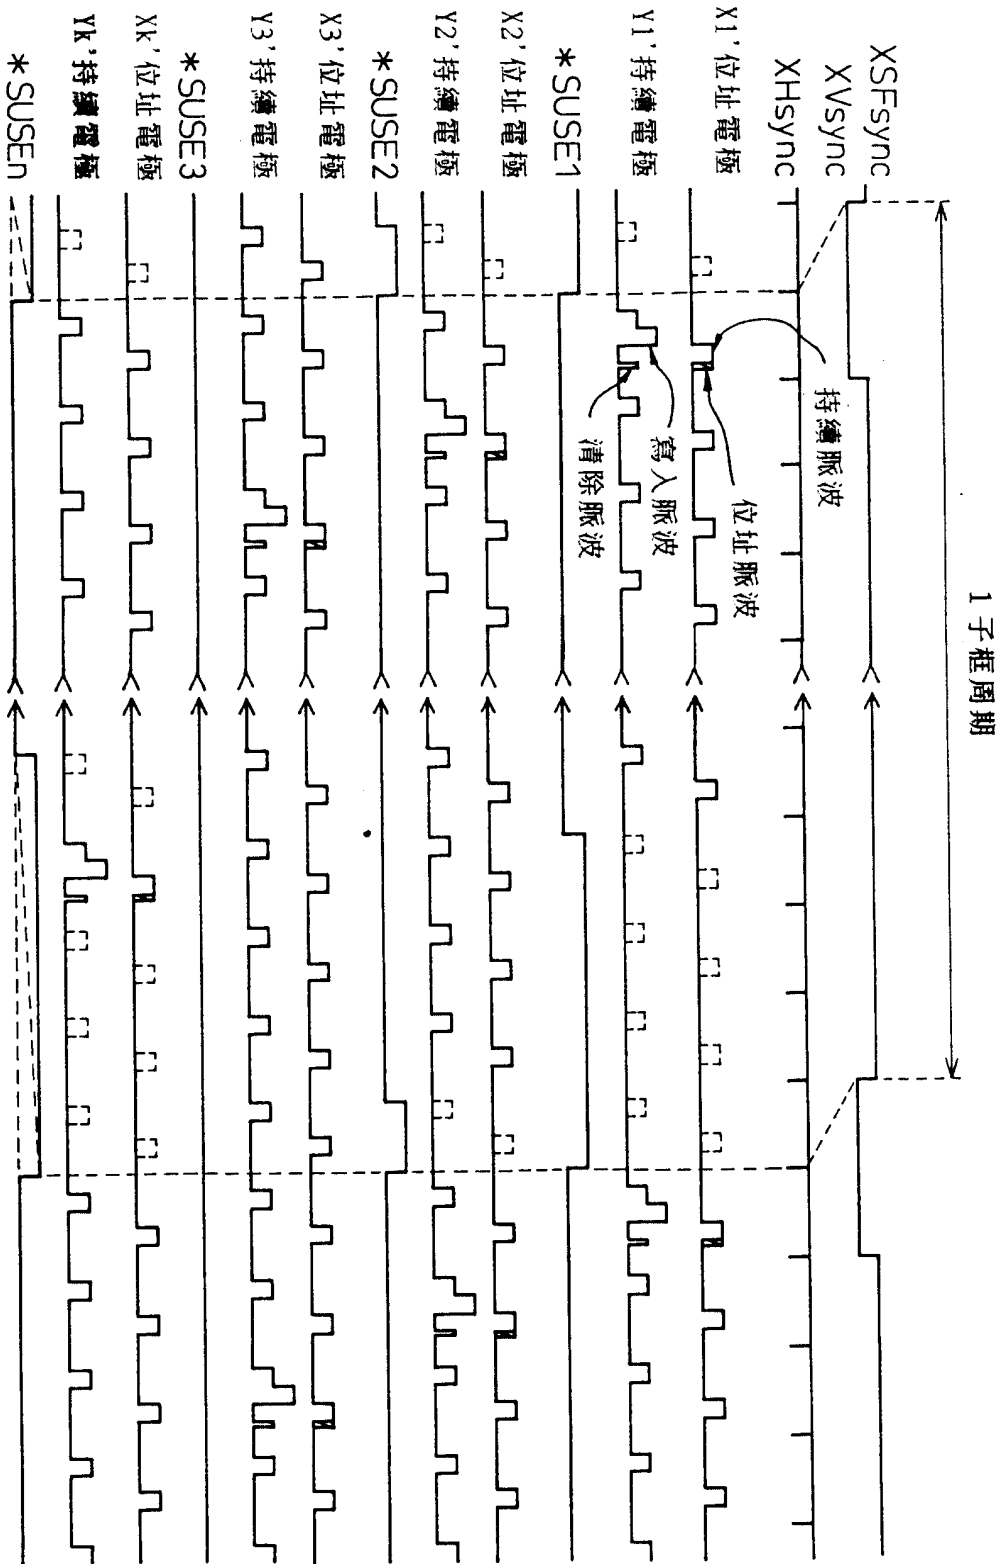 1子框周期
XSFsync
XVsync
XHsync
X1'位址電極
Y1'持續電極
*SUSE1
X2'位址電極
Y2'持續電極
*SUSE2
X3'位址電極
Y3'持續電極
*SUSE3
Xk'位址電極
Yk'持續電極
*SUSEn
持續脈波
位址脈波
寫入脈波
清除脈波